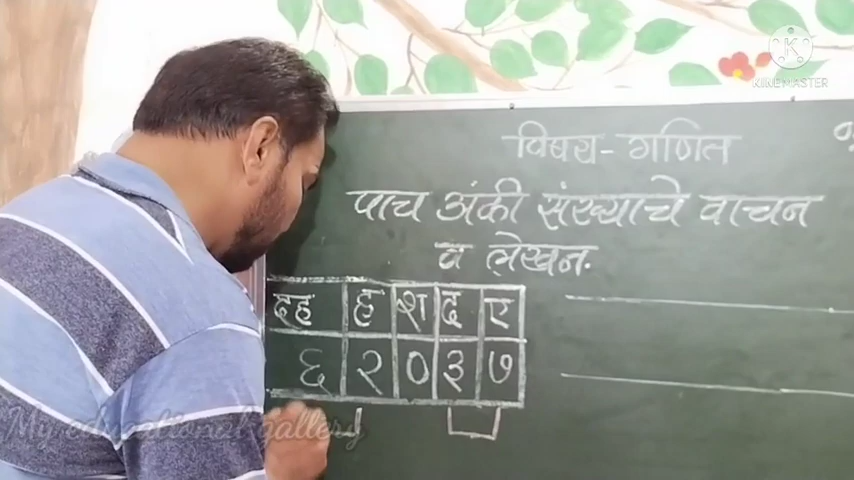 KINEMASTER
विषय - गणित
पाच अंकी संख्याचे वाचन
व लेखन.
दह ह श द ए
६ २ ० ३ ७
My educational gallery